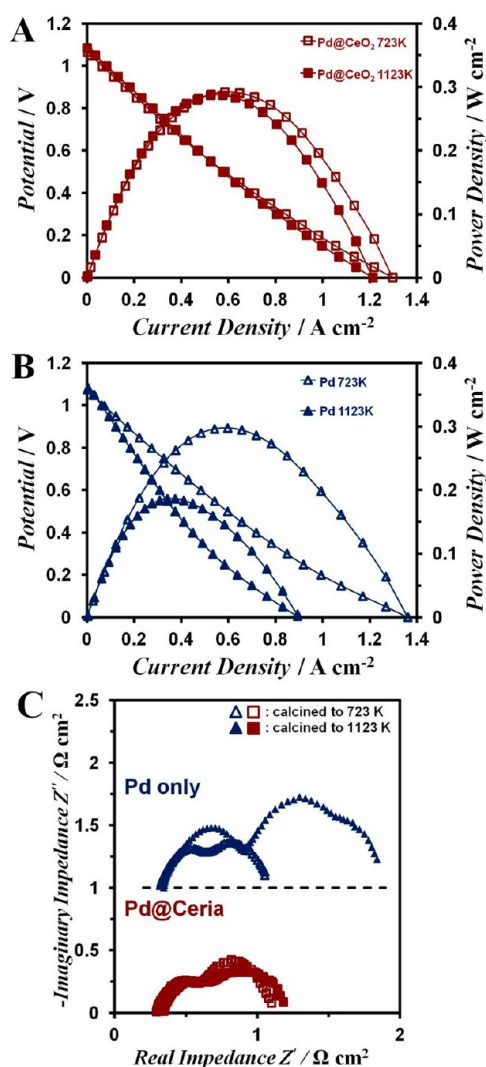 A
Pd@CeO₂ 723K
Pd@CeO₂ 1123K
1.2
1
0.8
0.6
0.4
0.2
0
0.4
0.3
0.2
0.1
0
0 0.2 0.4 0.6 0.8 1 1.2 1.4
Potential / V
Power Density / W cm⁻²
Current Density / A cm⁻²
B
Pd 723K
Pd 1123K
1.2
1
0.8
0.6
0.4
0.2
0
0.4
0.3
0.2
0.1
0
0 0.2 0.4 0.6 0.8 1 1.2 1.4
Potential / V
Power Density / W cm⁻²
Current Density / A cm⁻²
C
: calcined to 723 K
: calcined to 1123 K
Pd only
Pd@Ceria
2.5
2
1.5
1
0.5
0
0 1 2
-Imaginary Impedance Z'' / Ω cm²
Real Impedance Z' / Ω cm²